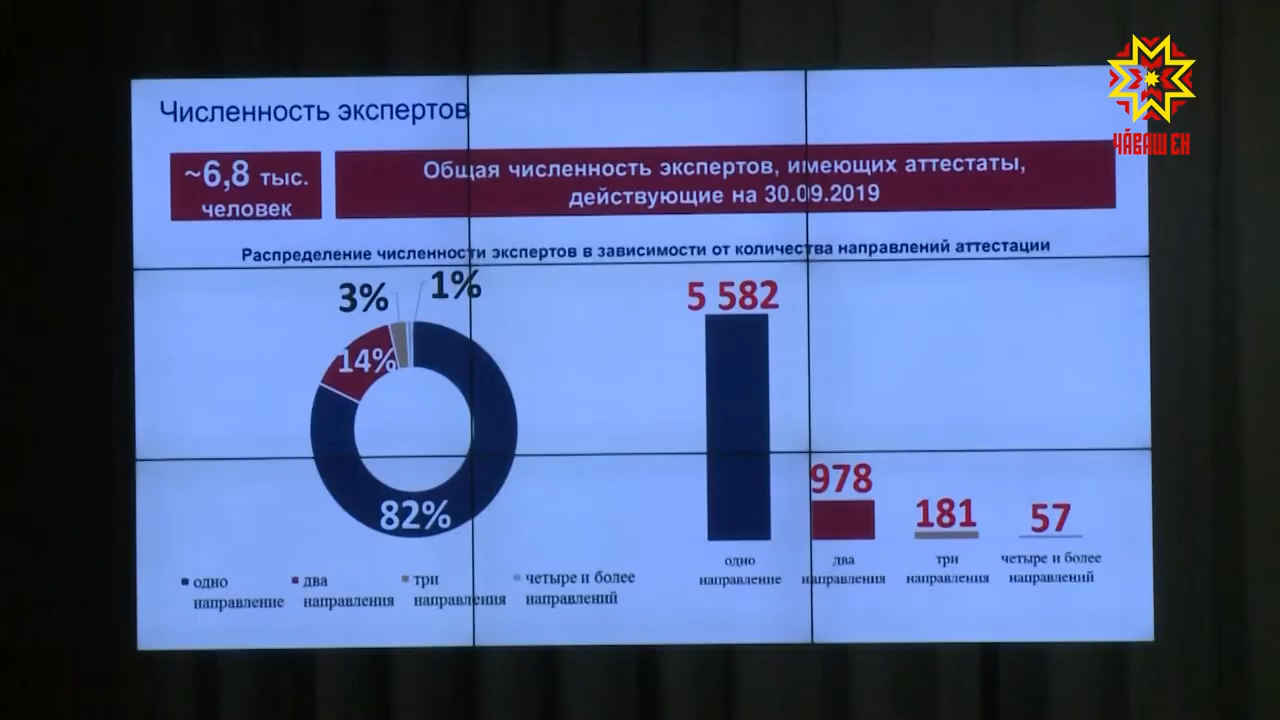 Численность экспертов
ЧӐВАШ ЕН
~6,8 тыс.
человек
Общая численность экспертов, имеющих аттестаты,
действующие на 30.09.2019
Распределение численности экспертов в зависимости от количества направлений аттестации
3%
1%
14%
82%
одно
направление
два
направления
три
направления
четыре и более
направлений
5 582
978
181
57
одно
направление
два
направления
три
направления
четыре и более
направлений